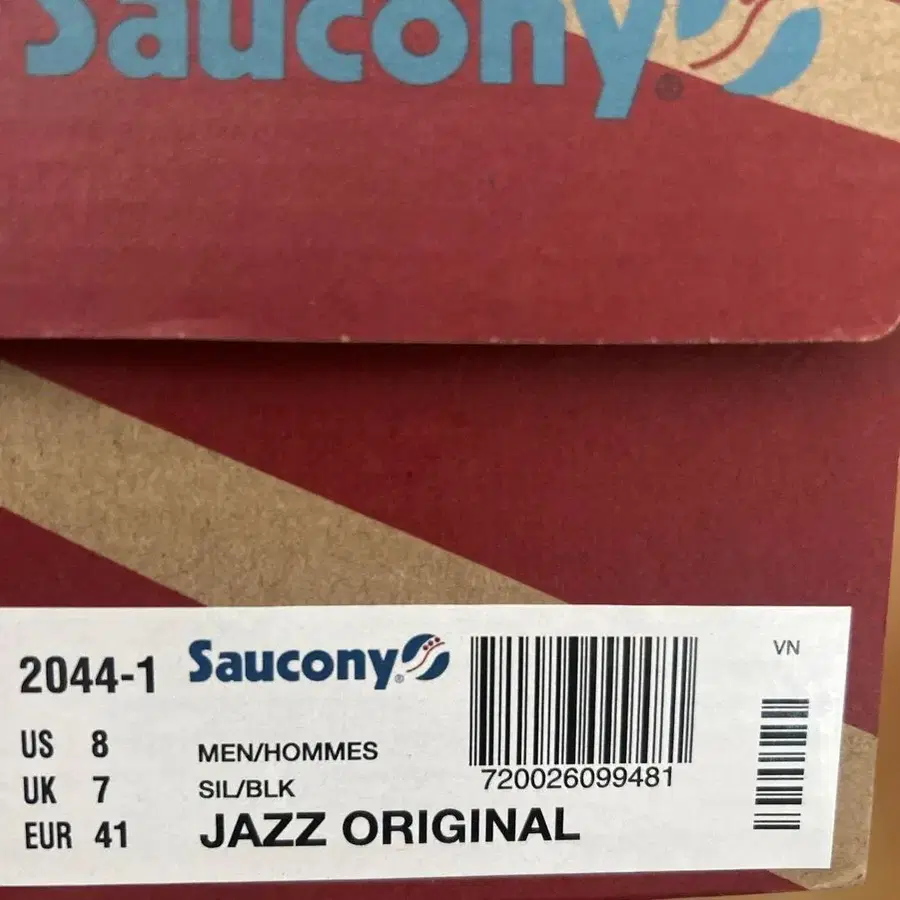 Saucony®
2044-1
Saucony®
US 8
UK 7
EUR 41
MEN/HOMMES
SIL/BLK
JAZZ ORIGINAL
720026099481
VN